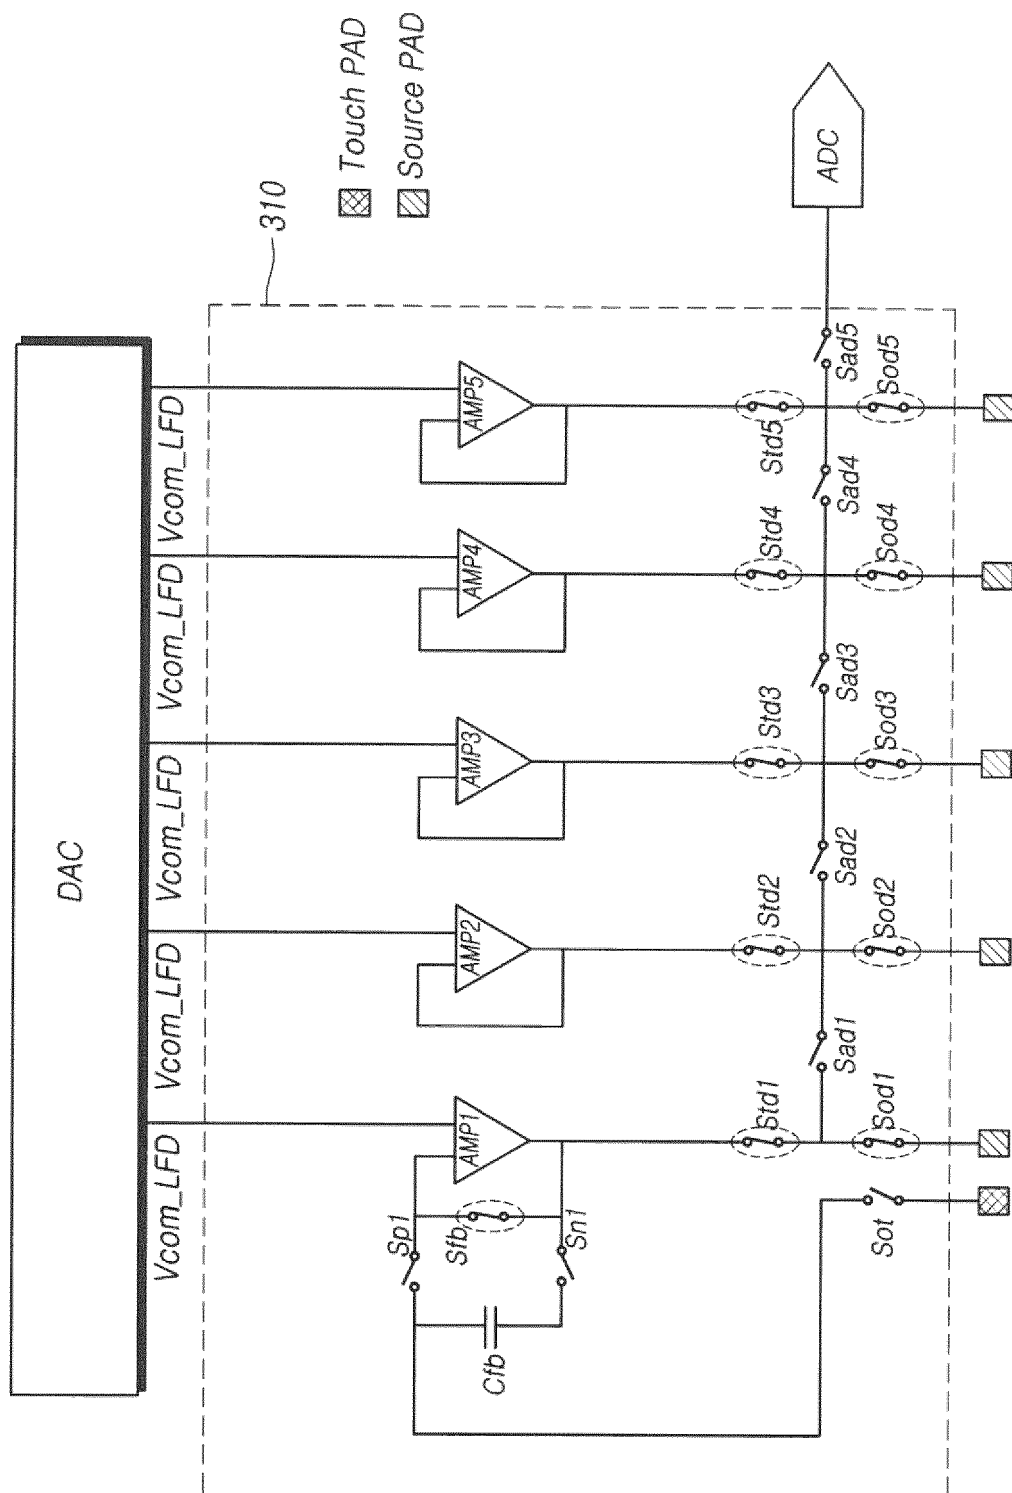 DAC
Vcom_LFD
Vcom_LFD
Vcom_LFD
Vcom_LFD
Vcom_LFD
310
Touch PAD
Source PAD
AMP1
AMP2
AMP3
AMP4
AMP5
Sp1
Sfb
Sn1
Cfb
Std1
Std2
Std3
Std4
Std5
Sad1
Sad2
Sad3
Sad4
Sad5
ADC
Sot
Sod1
Sod2
Sod3
Sod4
Sod5